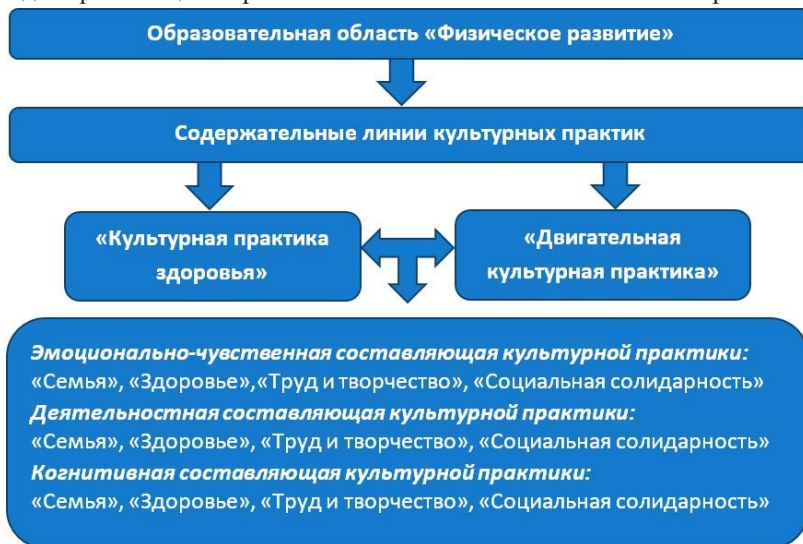 Образовательная область «Физическое развитие»
Содержательные линии культурных практик
«Культурная практика
здоровья»
«Двигательная
культурная практика»
Эмоционально-чувственная составляющая культурной практики:
«Семья», «Здоровье»,«Труд и творчество», «Социальная солидарность»
Деятельностная составляющая культурной практики:
«Семья», «Здоровье», «Труд и творчество», «Социальная солидарность»
Когнитивная составляющая культурной практики:
«Семья», «Здоровье», «Труд и творчество», «Социальная солидарность»